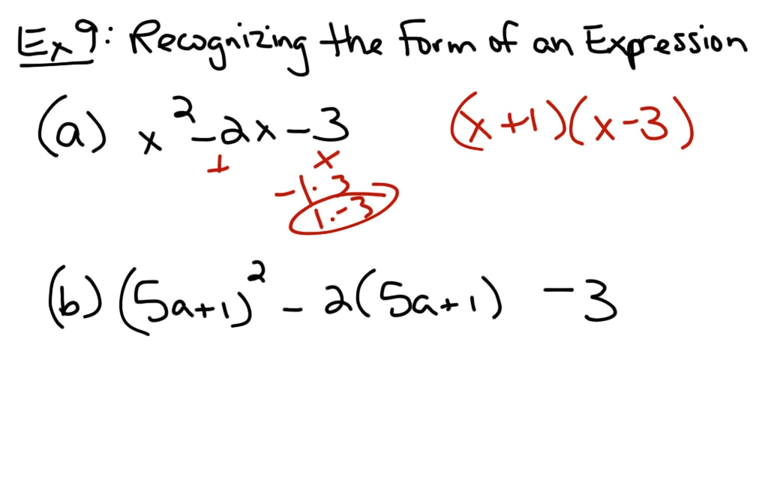 Ex 9: Recognizing the Form of an Expression
(a) x² - 2x - 3 (x + 1)(x - 3)
+ x
-1·3
1·-3
(b) (5a+1)² - 2(5a+1) - 3